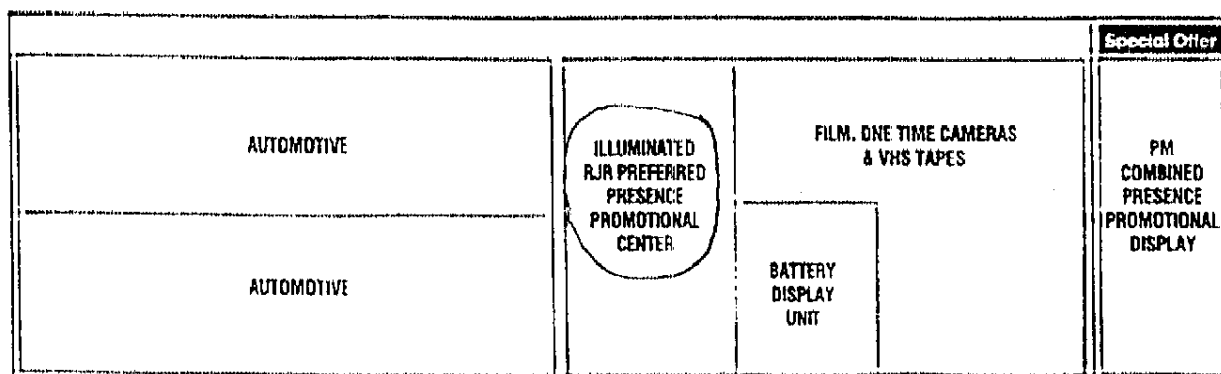 Special Offer
AUTOMOTIVE
AUTOMOTIVE
ILLUMINATED
RJR PREFERRED
PRESENCE
PROMOTIONAL
CENTER
FILM, ONE TIME CAMERAS
& VHS TAPES
BATTERY
DISPLAY
UNIT
PM
COMBINED
PRESENCE
PROMOTIONAL
DISPLAY